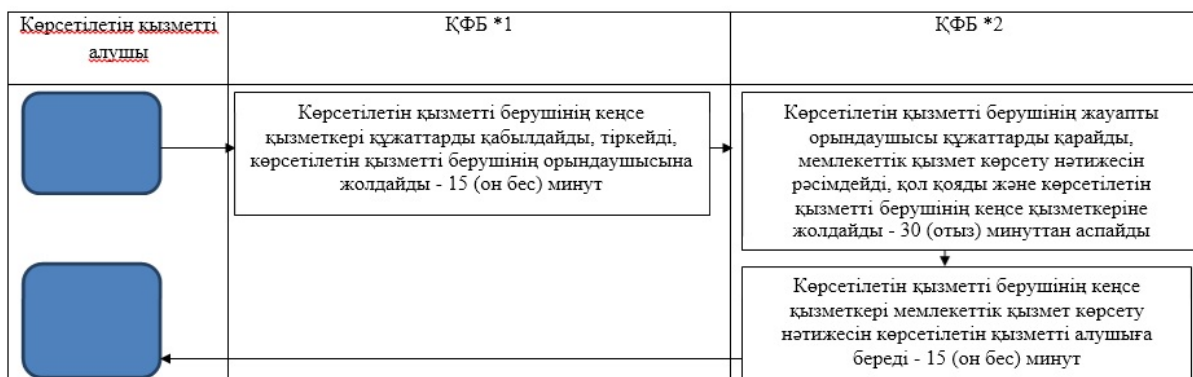 Көрсетілетін қызметті
алушы
ҚФБ *1
ҚФБ *2
Көрсетілетін қызметті берушінің кеңсе
қызметкері құжаттарды қабылдайды, тіркейді,
көрсетілетін қызметті берушінің орындаушысына
жолдайды - 15 (он бес) минут
Көрсетілетін қызметті берушінің жауапты
орындаушысы құжаттарды қарайды,
мемлекеттік қызмет көрсету нәтижесін
рәсімдейді, қол қояды және көрсетілетін
қызметті берушінің кеңсе қызметкеріне
жолдайды - 30 (отыз) минуттан аспайды
Көрсетілетін қызметті берушінің кеңсе
қызметкері мемлекеттік қызмет көрсету
нәтижесін көрсетілетін қызметті алушыға
береді - 15 (он бес) минут